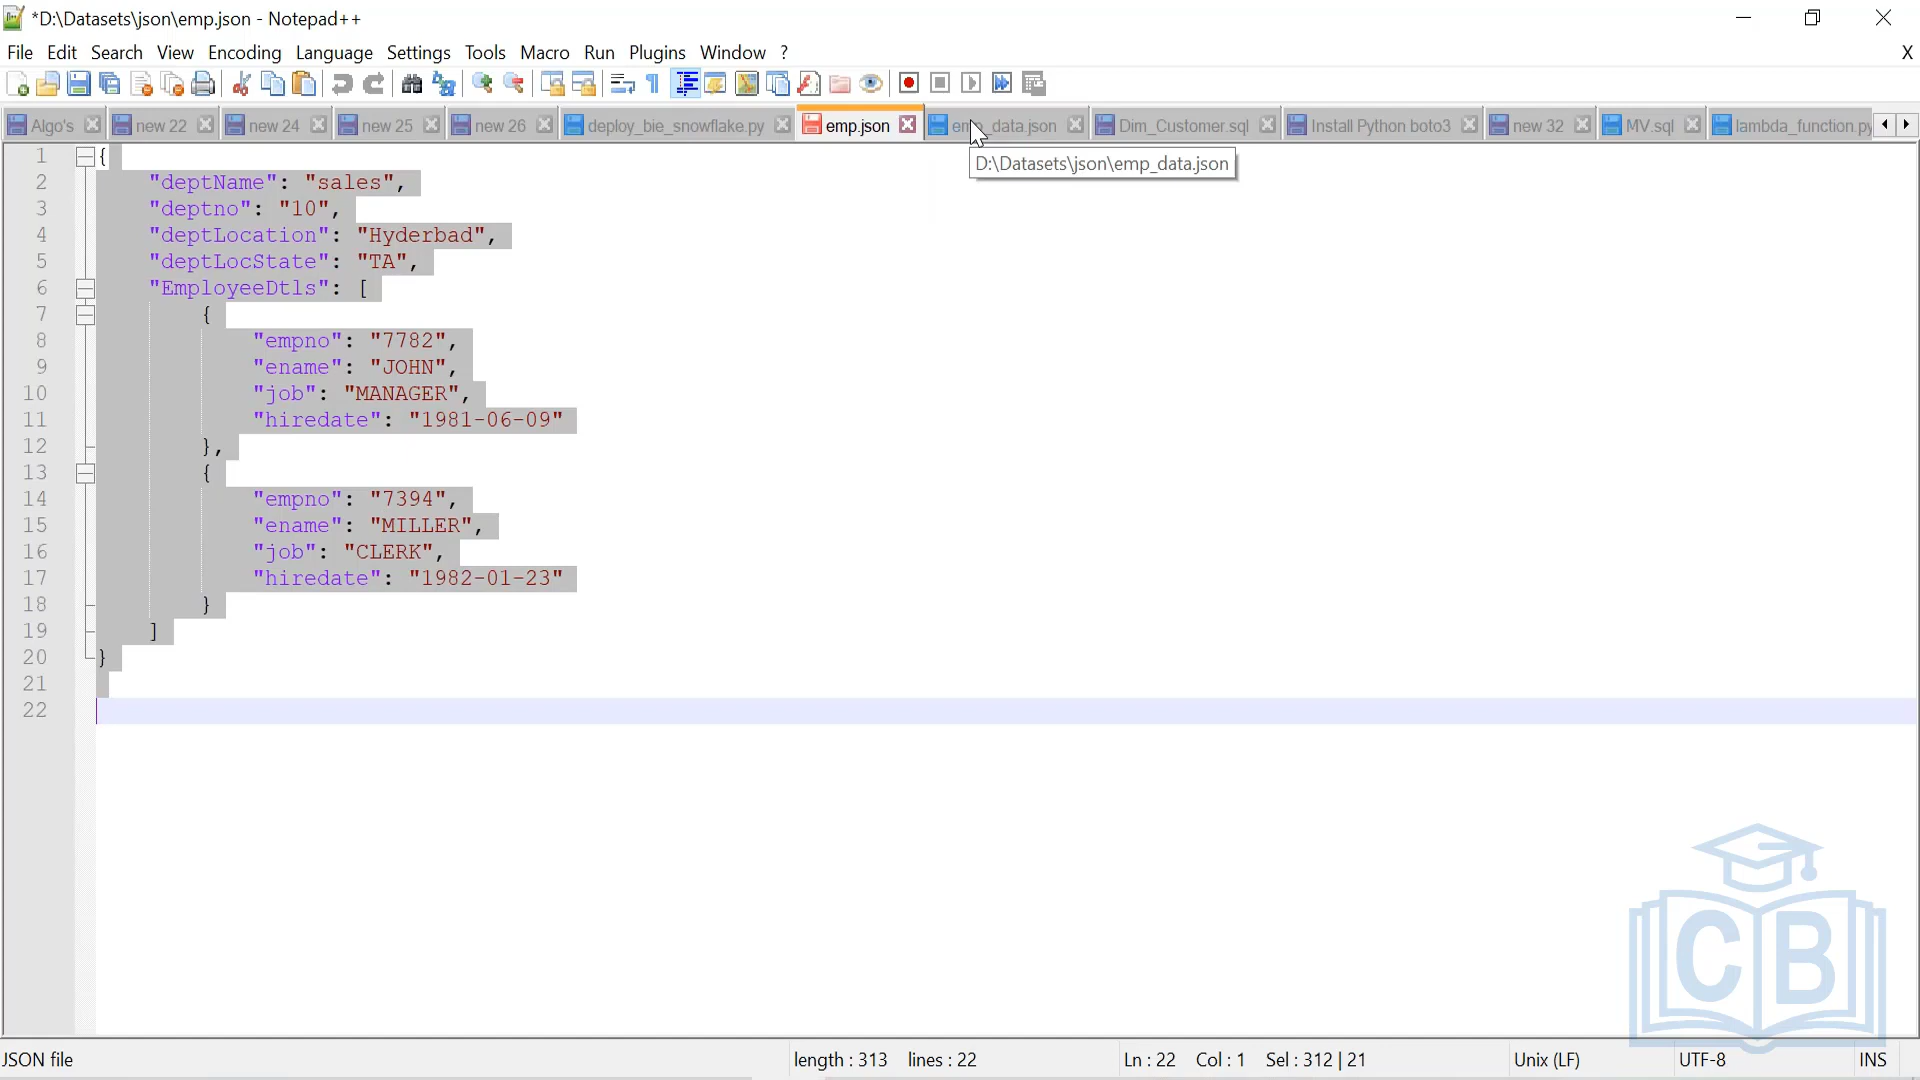 *D:\Datasets\json\emp.json - Notepad++
File Edit Search View Encoding Language Settings Tools Macro Run Plugins Window ? X
Algo's new 22 new 24 new 25 new 26 deploy_bie_snowflake.py emp.json emp_data.json Dim_Customer.sql Install Python boto3 new 32 MV.sql lambda_function.py
D:\Datasets\json\emp_data.json
1 {
2 "deptName": "sales",
3 "deptno": "10",
4 "deptLocation": "Hyderbad",
5 "deptLocState": "TA",
6 "EmployeeDtls": [
7 {
8 "empno": "7782",
9 "ename": "JOHN",
10 "job": "MANAGER",
11 "hiredate": "1981-06-09"
12 },
13 {
14 "empno": "7394",
15 "ename": "MILLER",
16 "job": "CLERK",
17 "hiredate": "1982-01-23"
18 }
19 ]
20 }
21
22
CB
JSON file length : 313 lines : 22 Ln : 22 Col : 1 Sel : 312 | 21 Unix (LF) UTF-8 INS